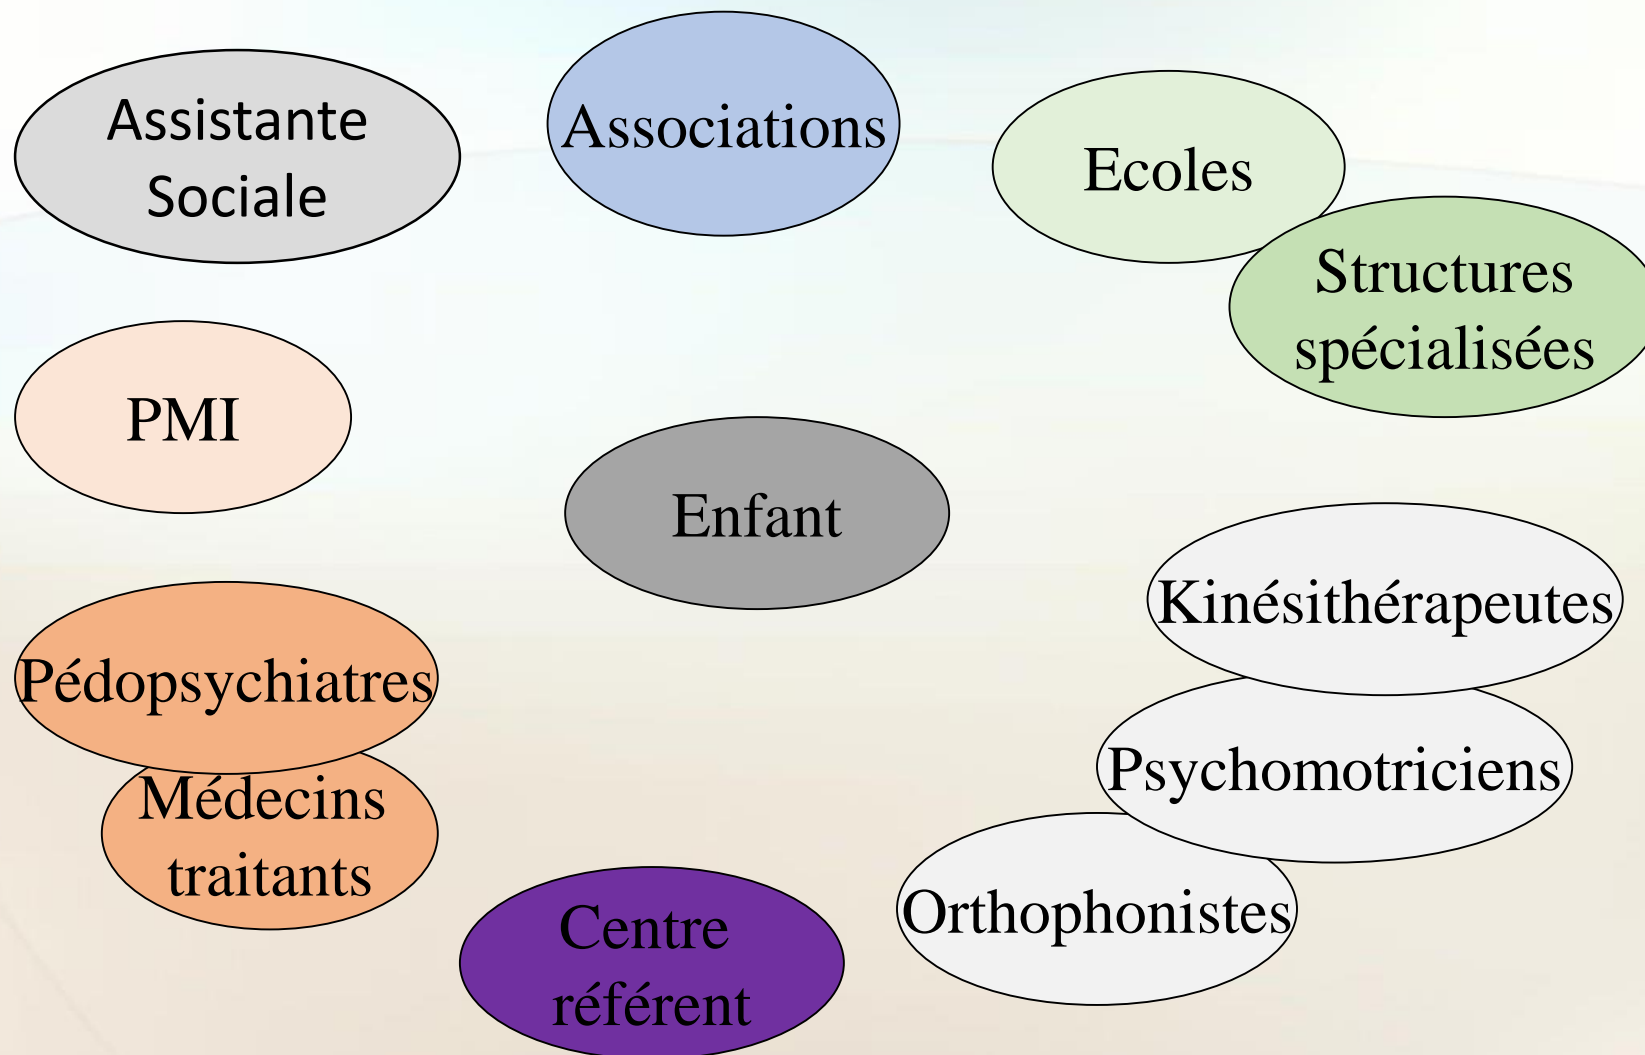 Assistante
Sociale
Associations
Ecoles
Structures
spécialisées
PMI
Enfant
Kinésithérapeutes
Pédopsychiatres
Psychomotriciens
Médecins
traitants
Orthophonistes
Centre
référent